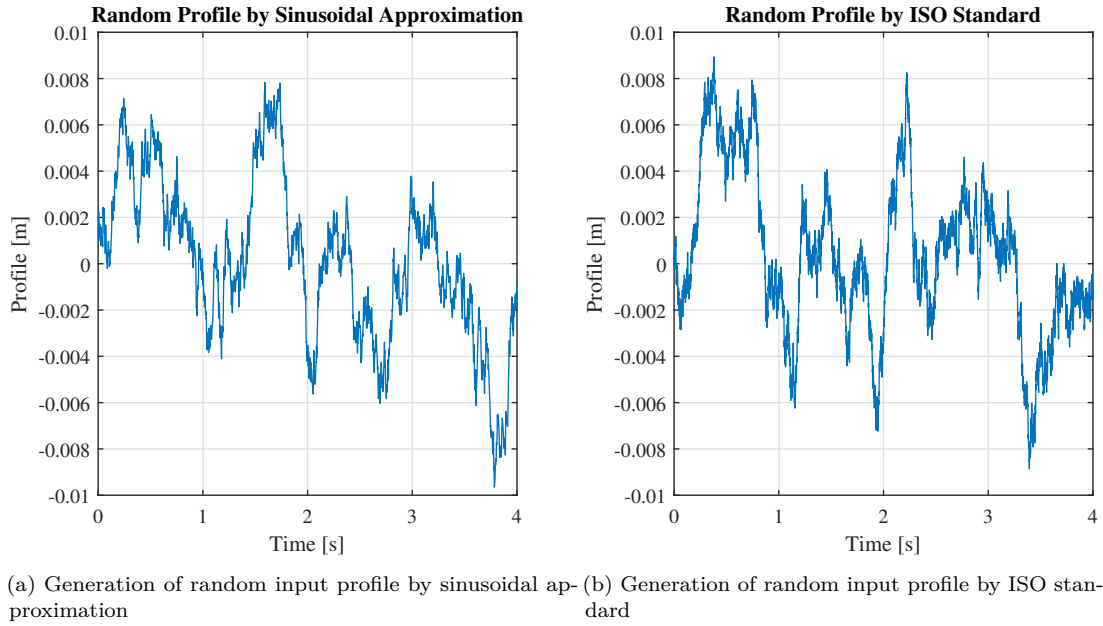 Random Profile by Sinusoidal Approximation
0.01
0.008
0.006
0.004
0.002
0
-0.002
-0.004
-0.006
-0.008
-0.01
Profile [m]
0 1 2 3 4
Time [s]
Random Profile by ISO Standard
0.01
0.008
0.006
0.004
0.002
0
-0.002
-0.004
-0.006
-0.008
-0.01
Profile [m]
0 1 2 3 4
Time [s]
(a) Generation of random input profile by sinusoidal ap-
proximation
(b) Generation of random input profile by ISO stan-
dard